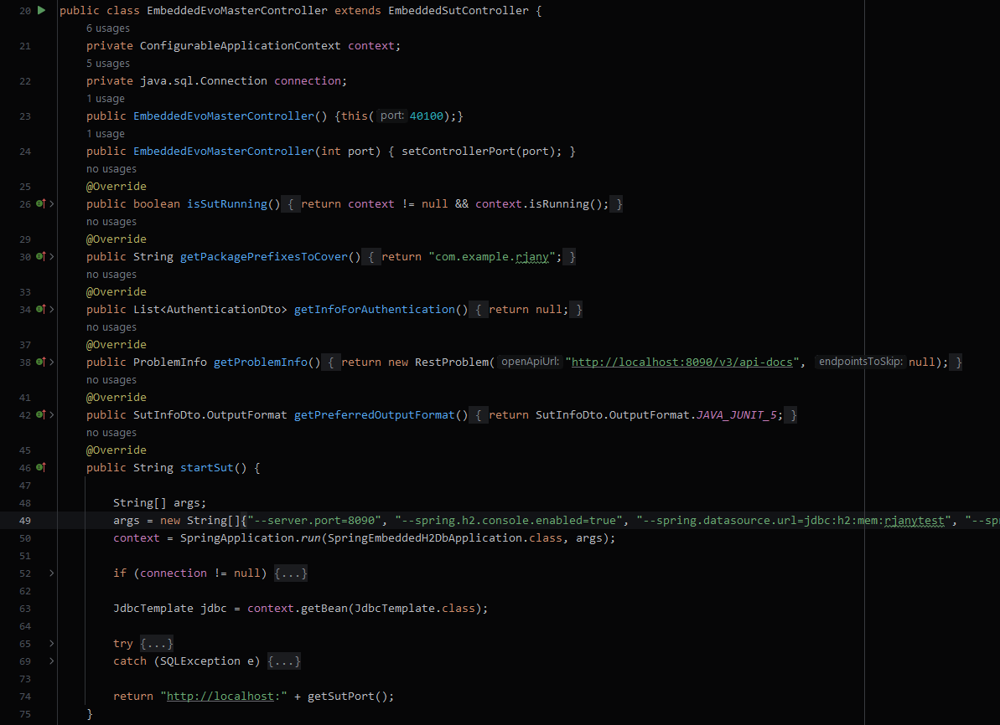 20 public class EmbeddedEvoMasterController extends EmbeddedSutController {
6 usages
21 private ConfigurableApplicationContext context;
5 usages
22 private java.sql.Connection connection;
1 usage
23 public EmbeddedEvoMasterController() {this( port: 40100);}
1 usage
24 public EmbeddedEvoMasterController(int port) { setControllerPort(port); }
no usages
25 @Override
26 public boolean isSutRunning() { return context != null && context.isRunning(); }
no usages
29 @Override
30 public String getPackagePrefixesToCover() { return "com.example.rjany"; }
no usages
33 @Override
34 public List<AuthenticationDto> getInfoForAuthentication() { return null; }
no usages
37 @Override
38 public ProblemInfo getProblemInfo() { return new RestProblem( openApiUrl: "http://localhost:8090/v3/api-docs", endpointsToSkip: null); }
no usages
41 @Override
42 public SutInfoDto.OutputFormat getPreferredOutputFormat() { return SutInfoDto.OutputFormat.JAVA_JUNIT_5; }
no usages
45 @Override
46 public String startSut() {
47
48 String[] args;
49 args = new String[]{"--server.port=8090", "--spring.h2.console.enabled=true", "--spring.datasource.url=jdbc:h2:mem:rjanytest", "--sp
50 context = SpringApplication.run(SpringEmbeddedH2DbApplication.class, args);
51
52 if (connection != null) {...}
62
63 JdbcTemplate jdbc = context.getBean(JdbcTemplate.class);
64
65 try {...}
69 catch (SQLException e) {...}
73
74 return "http://localhost:" + getSutPort();
75 }